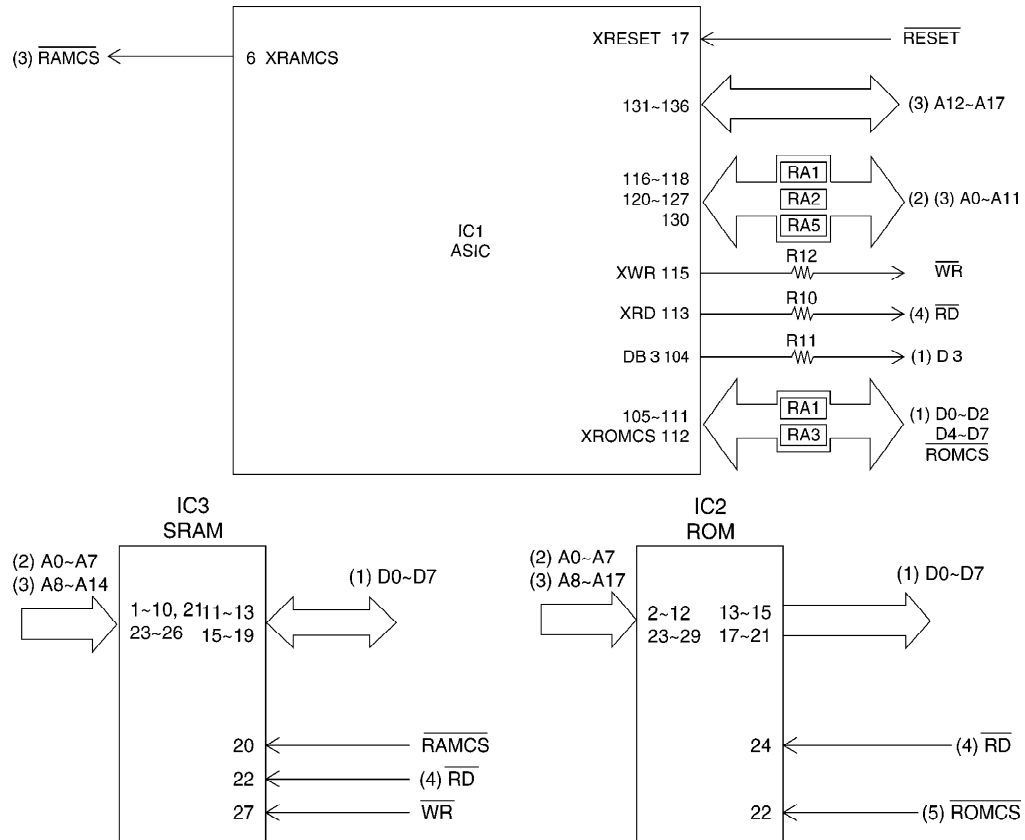 XRESET 17
RESET
(3) RAMCS
6 XRAMCS
131~136
(3) A12~A17
116~118
RA1
120~127
RA2
(2) (3) A0~A11
130
RA5
IC1
ASIC
R12
XWR 115
WR
R10
XRD 113
(4) RD
R11
DB 3 104
(1) D 3
105~111
RA1
(1) D0~D2
XROMCS 112
RA3
D4~D7
ROMCS
IC3
SRAM
(2) A0~A7
(3) A8~A14
(1) D0~D7
1~10, 21 11~13
23~26 15~19
20
RAMCS
22
(4) RD
27
WR
IC2
ROM
(2) A0~A7
(3) A8~A17
(1) D0~D7
2~12 13~15
23~29 17~21
24
(4) RD
22
(5) ROMCS